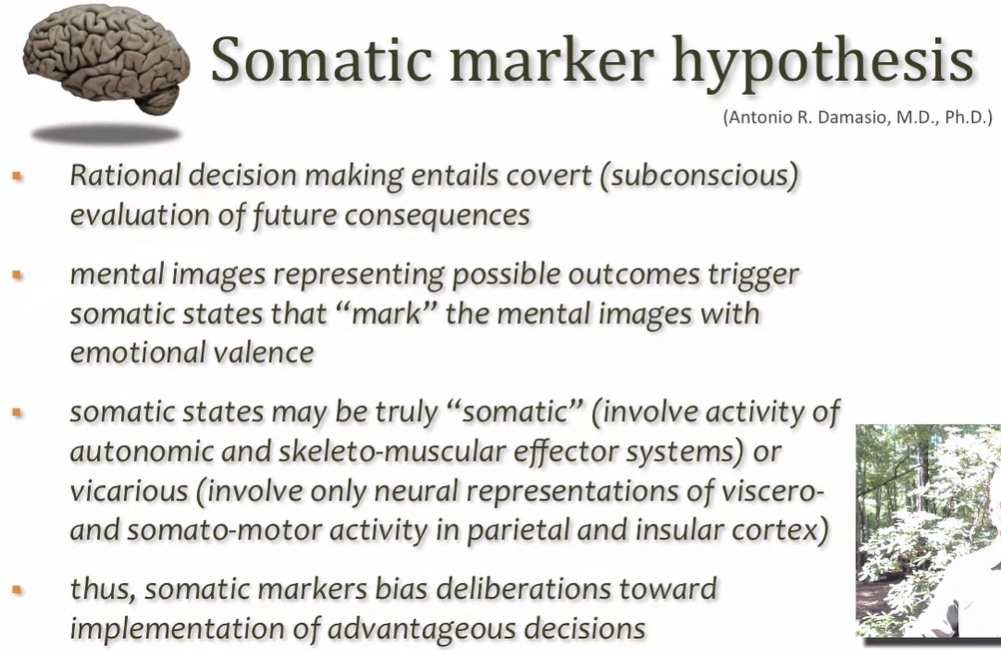 Somatic marker hypothesis
(Antonio R. Damasio, M.D., Ph.D.)
▪ Rational decision making entails covert (subconscious)
evaluation of future consequences
▪ mental images representing possible outcomes trigger
somatic states that “mark” the mental images with
emotional valence
▪ somatic states may be truly “somatic” (involve activity of
autonomic and skeleto-muscular effector systems) or
vicarious (involve only neural representations of viscero-
and somato-motor activity in parietal and insular cortex)
▪ thus, somatic markers bias deliberations toward
implementation of advantageous decisions